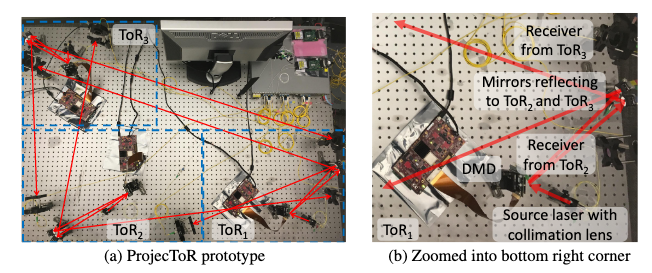 ToR3
ToR2
ToR1
(a) ProjecToR prototype
Receiver
from ToR3
Mirrors reflecting
to ToR2 and ToR3
Receiver
from ToR2
DMD
Source laser with
collimation lens
ToR1
(b) Zoomed into bottom right corner